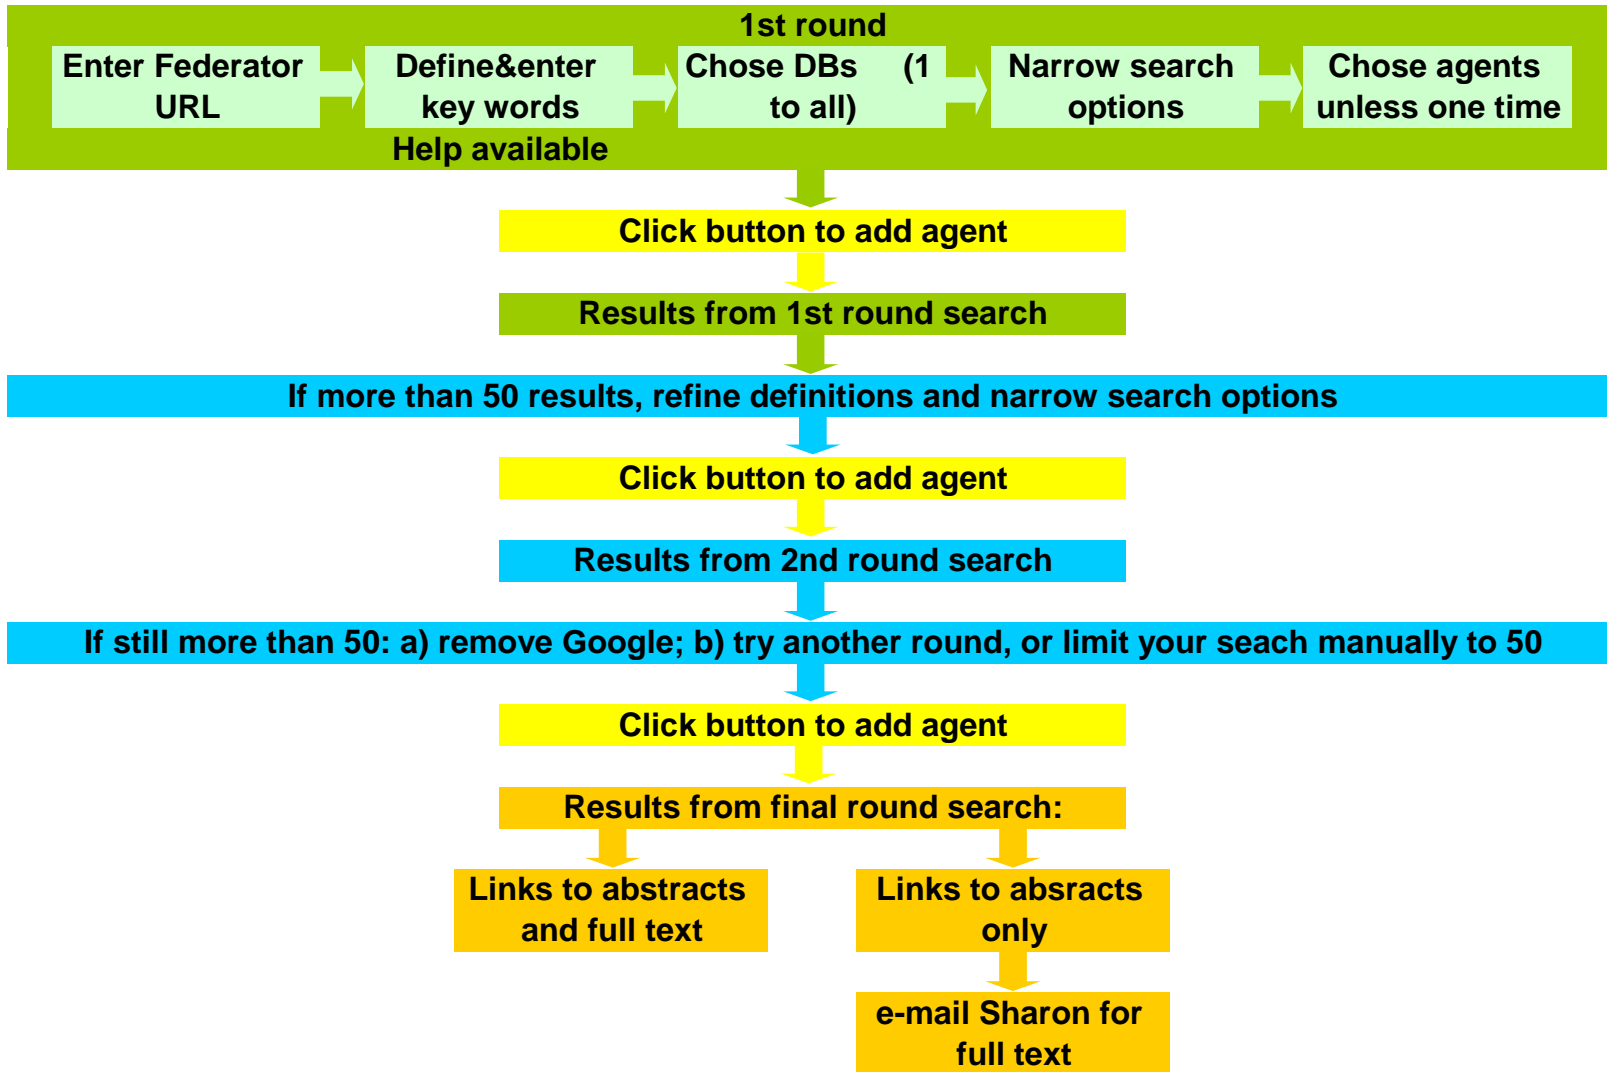 1st round
Enter Federator
URL
Define&enter
key words
Chose DBs (1
to all)
Narrow search
options
Chose agents
unless one time
Help available
Click button to add agent
Results from 1st round search
If more than 50 results, refine definitions and narrow search options
Click button to add agent
Results from 2nd round search
If still more than 50: a) remove Google; b) try another round, or limit your seach manually to 50
Click button to add agent
Results from final round search:
Links to abstracts
and full text
Links to absracts
only
e-mail Sharon for
full text